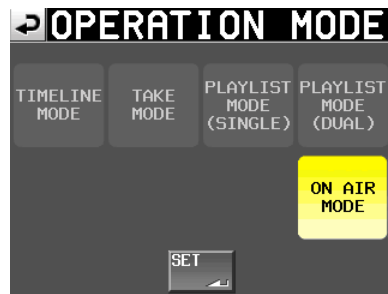 OPERATION MODE
TIMELINE MODE
TAKE MODE
PLAYLIST MODE (SINGLE)
PLAYLIST MODE (DUAL)
ON AIR MODE
SET